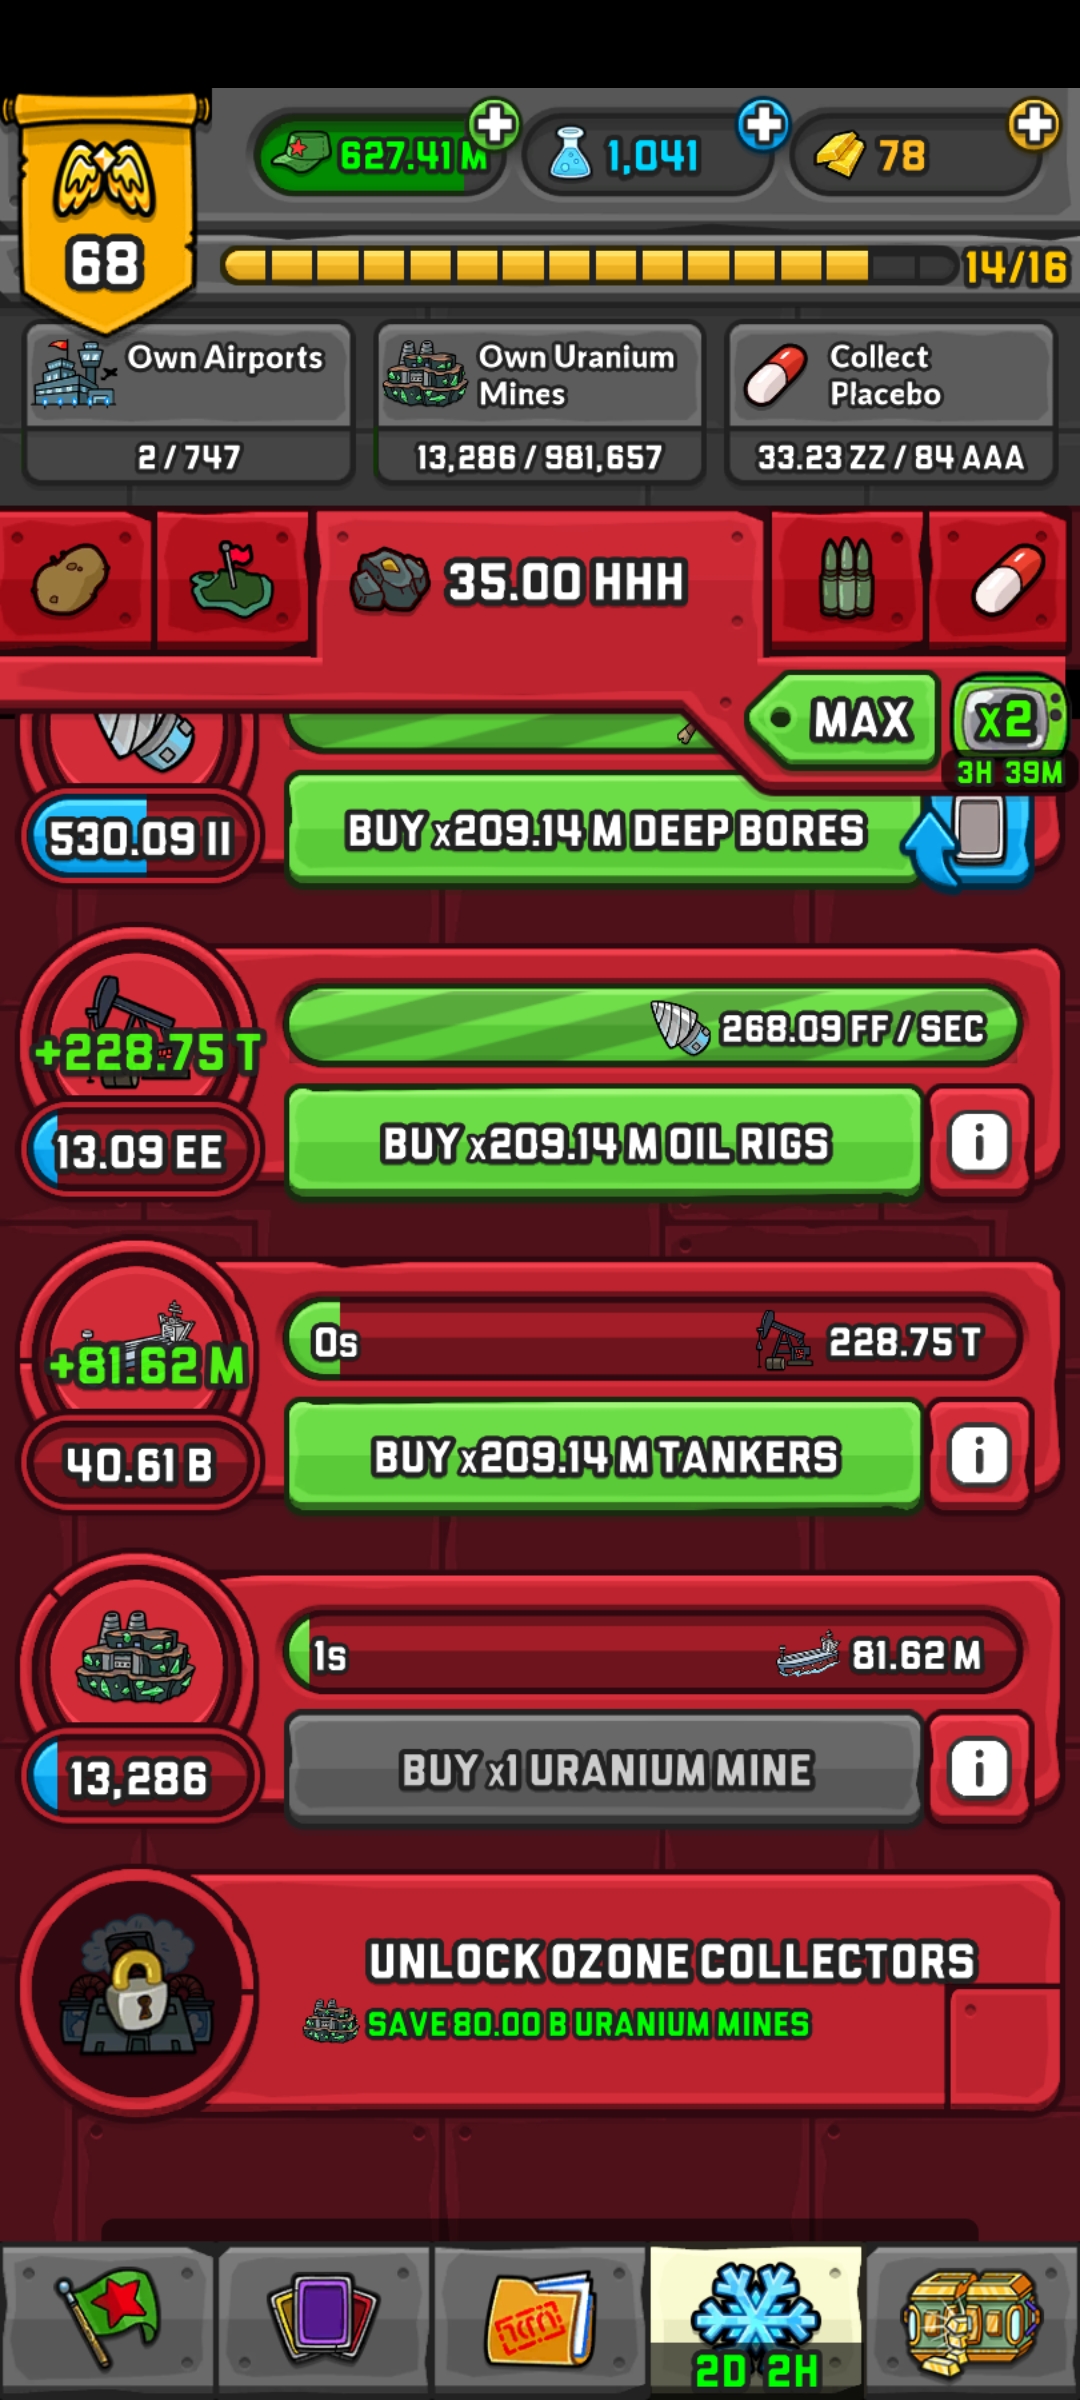 627.41 M
1,041
78
68
14/16
Own Airports
2 / 747
Own Uranium
Mines
13,286 / 981,657
Collect
Placebo
33.23 ZZ / 84 AAA
35.00 HHH
MAX
x2
3H 39M
530.09 II
BUY x209.14 M DEEP BORES
+228.75 T
268.09 FF / SEC
13.09 EE
BUY x209.14 M OIL RIGS
i
+81.62 M
0s
228.75 T
40.61 B
BUY x209.14 M TANKERS
i
1s
81.62 M
13,286
BUY x1 URANIUM MINE
i
UNLOCK OZONE COLLECTORS
SAVE 80.00 B URANIUM MINES
2D 2H